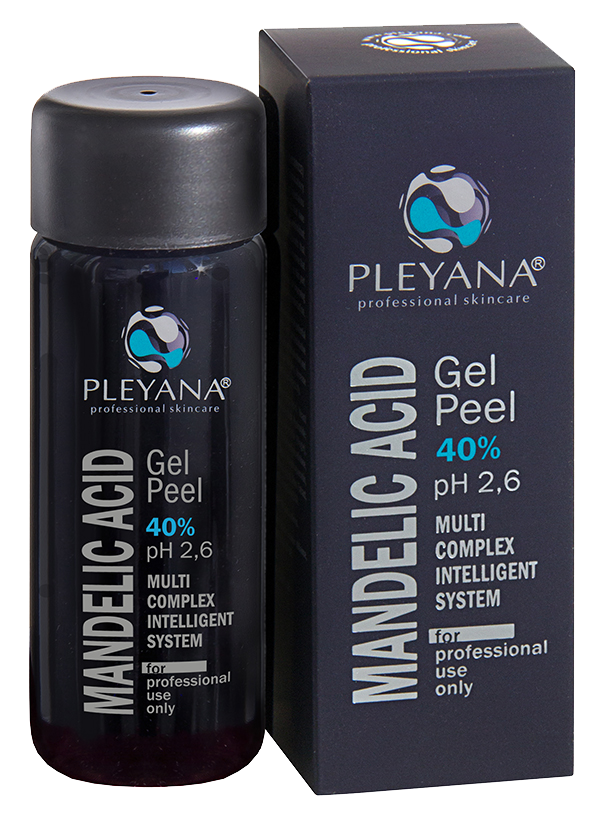 PLEYANA®
professional skincare
MANDELIC ACID
Gel
Peel
40%
pH 2,6
MULTI
COMPLEX
INTELLIGENT
SYSTEM
for
professional
use
only
professional skincare
PLEYANA®
professional skincare
MANDELIC ACID
Gel
Peel
40%
pH 2,6
MULTI
COMPLEX
INTELLIGENT
SYSTEM
for
professional
use
only